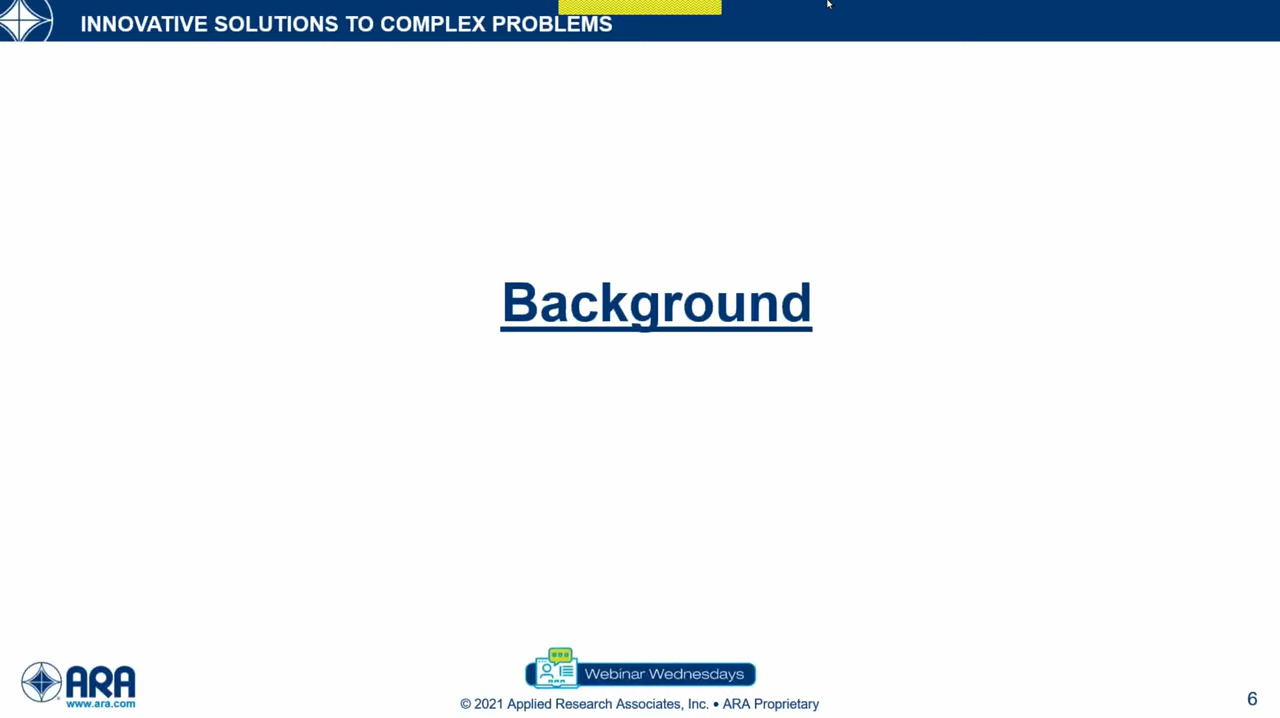 INNOVATIVE SOLUTIONS TO COMPLEX PROBLEMS
Background
ARA
www.ara.com
Webinar Wednesdays
© 2021 Applied Research Associates, Inc. • ARA Proprietary
6